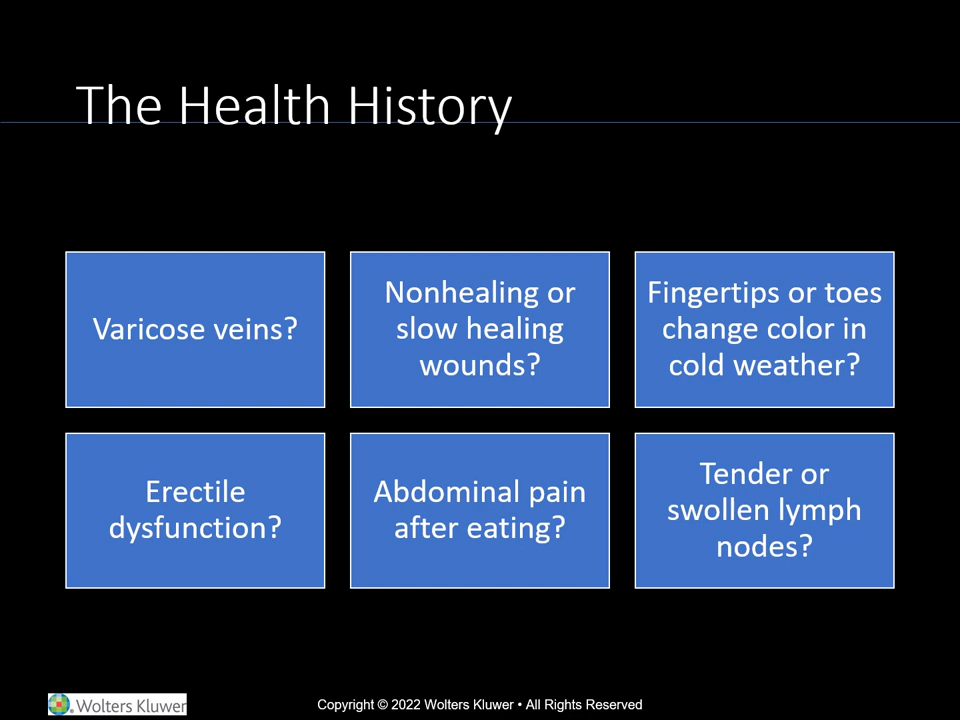 The Health History
Varicose veins?
Nonhealing or
slow healing
wounds?
Fingertips or toes
change color in
cold weather?
Erectile
dysfunction?
Abdominal pain
after eating?
Tender or
swollen lymph
nodes?
Wolters Kluwer
Copyright © 2022 Wolters Kluwer • All Rights Reserved